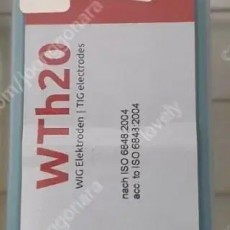 WTh20
WIG Elektroden | TIG electrodes
nach ISO 6848:2004
acc. to ISO 6848:2004